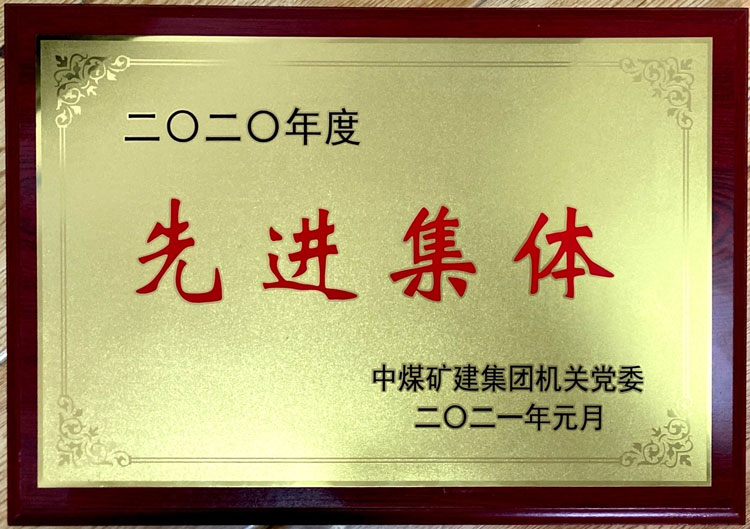 二〇二〇年度
先进集体
中煤矿建集团机关党委
二〇二一年元月